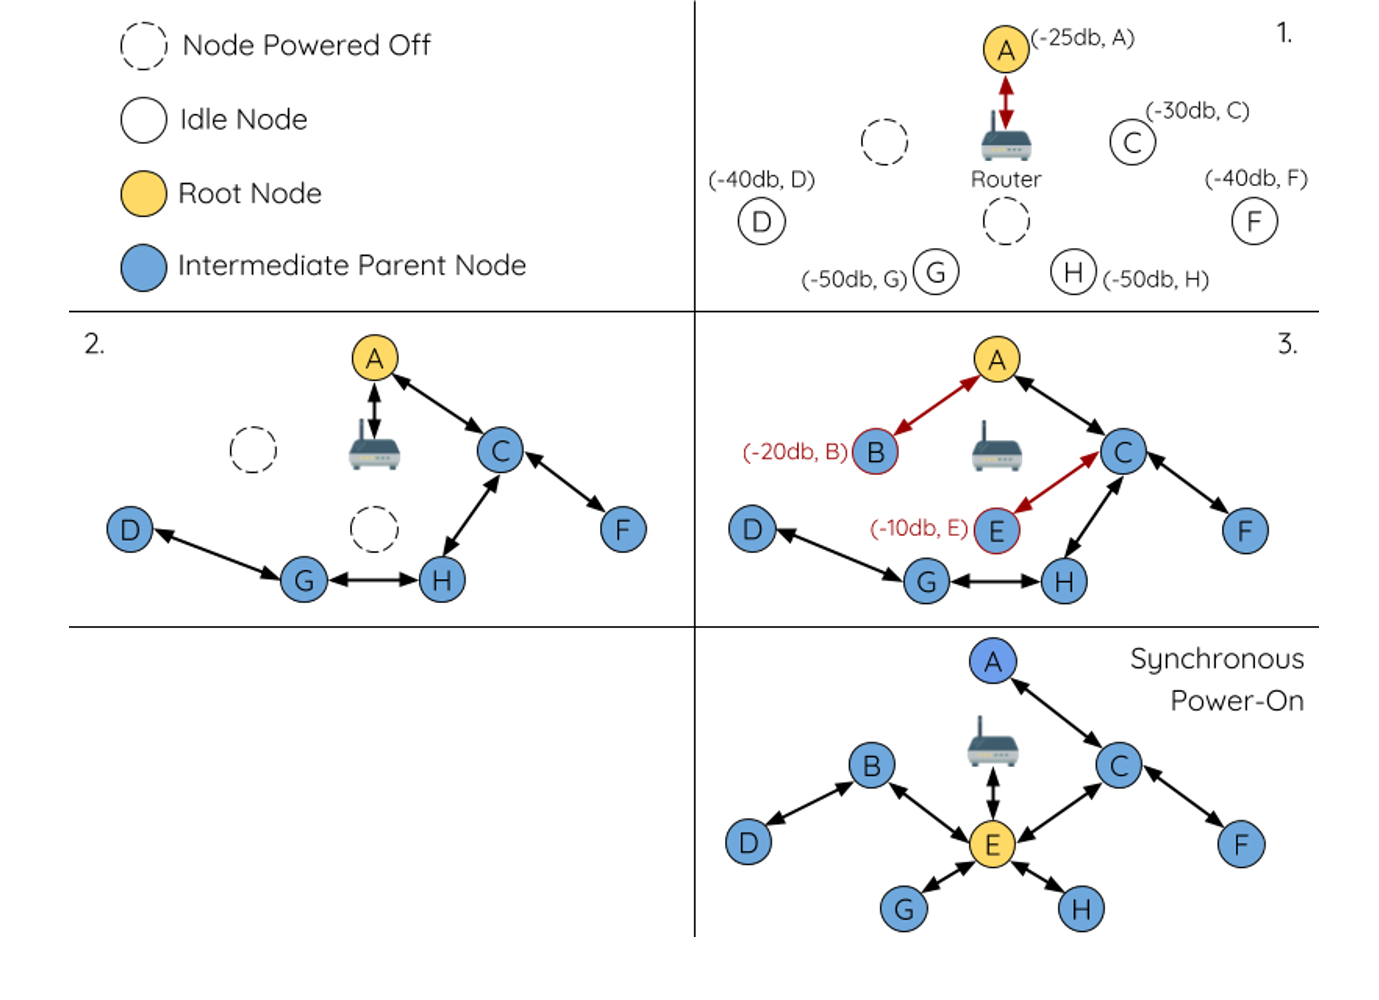 Node Powered Off
Idle Node
Root Node
Intermediate Parent Node
1.
A
(-25db, A)
(-30db, C)
C
Router
(-40db, D)
(-40db, F)
D
F
(-50db, G)
G
H
(-50db, H)
2.
A
C
D
F
G
H
3.
A
(-20db, B)
B
C
D
(-10db, E)
E
F
G
H
Synchronous
Power-On
A
B
C
D
E
F
G
H